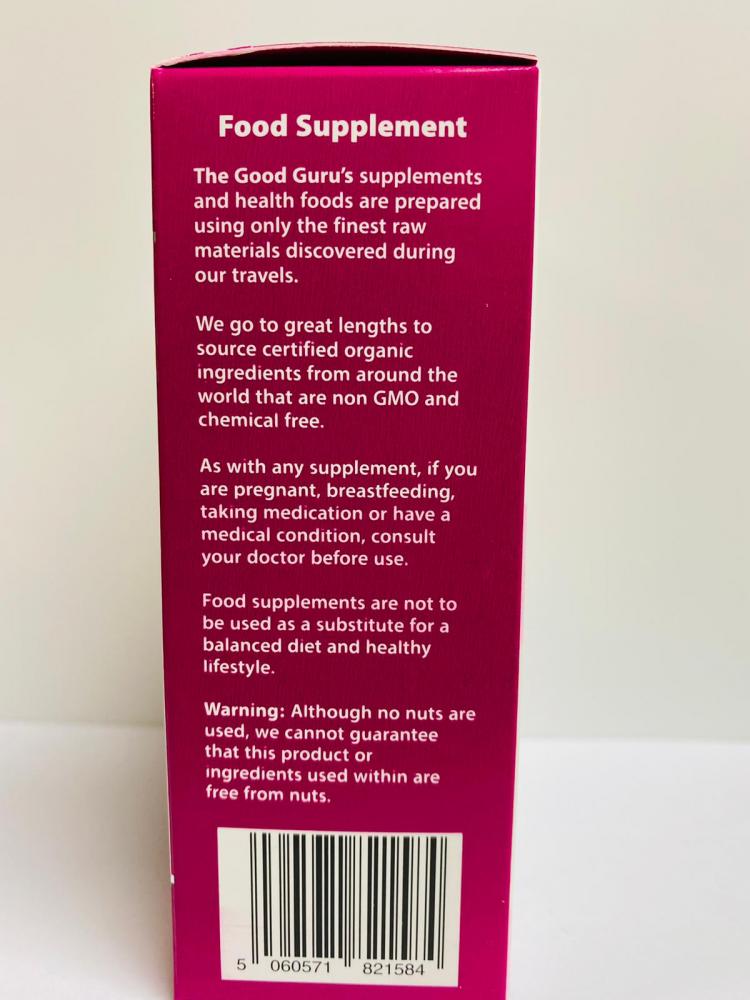 Food Supplement
The Good Guru's supplements
and health foods are prepared
using only the finest raw
materials discovered during
our travels.
We go to great lengths to
source certified organic
ingredients from around the
world that are non GMO and
chemical free.
As with any supplement, if you
are pregnant, breastfeeding,
taking medication or have a
medical condition, consult
your doctor before use.
Food supplements are not to
be used as a substitute for a
balanced diet and healthy
lifestyle.
Warning: Although no nuts are
used, we cannot guarantee
that this product or
ingredients used within are
free from nuts.
5 060571 821584